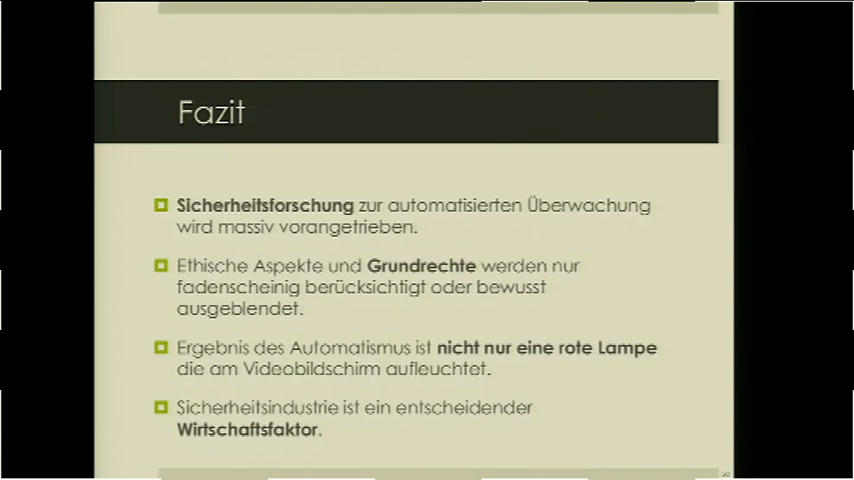 Fazit
Sicherheitsforschung zur automatisierten Überwachung
wird massiv vorangetrieben.
Ethische Aspekte und Grundrechte werden nur
fadenscheinig berücksichtigt oder bewusst
ausgeblendet.
Ergebnis des Automatismus ist nicht nur eine rote Lampe
die am Videobildschirm aufleuchtet.
Sicherheitsindustrie ist ein entscheidender
Wirtschaftsfaktor.